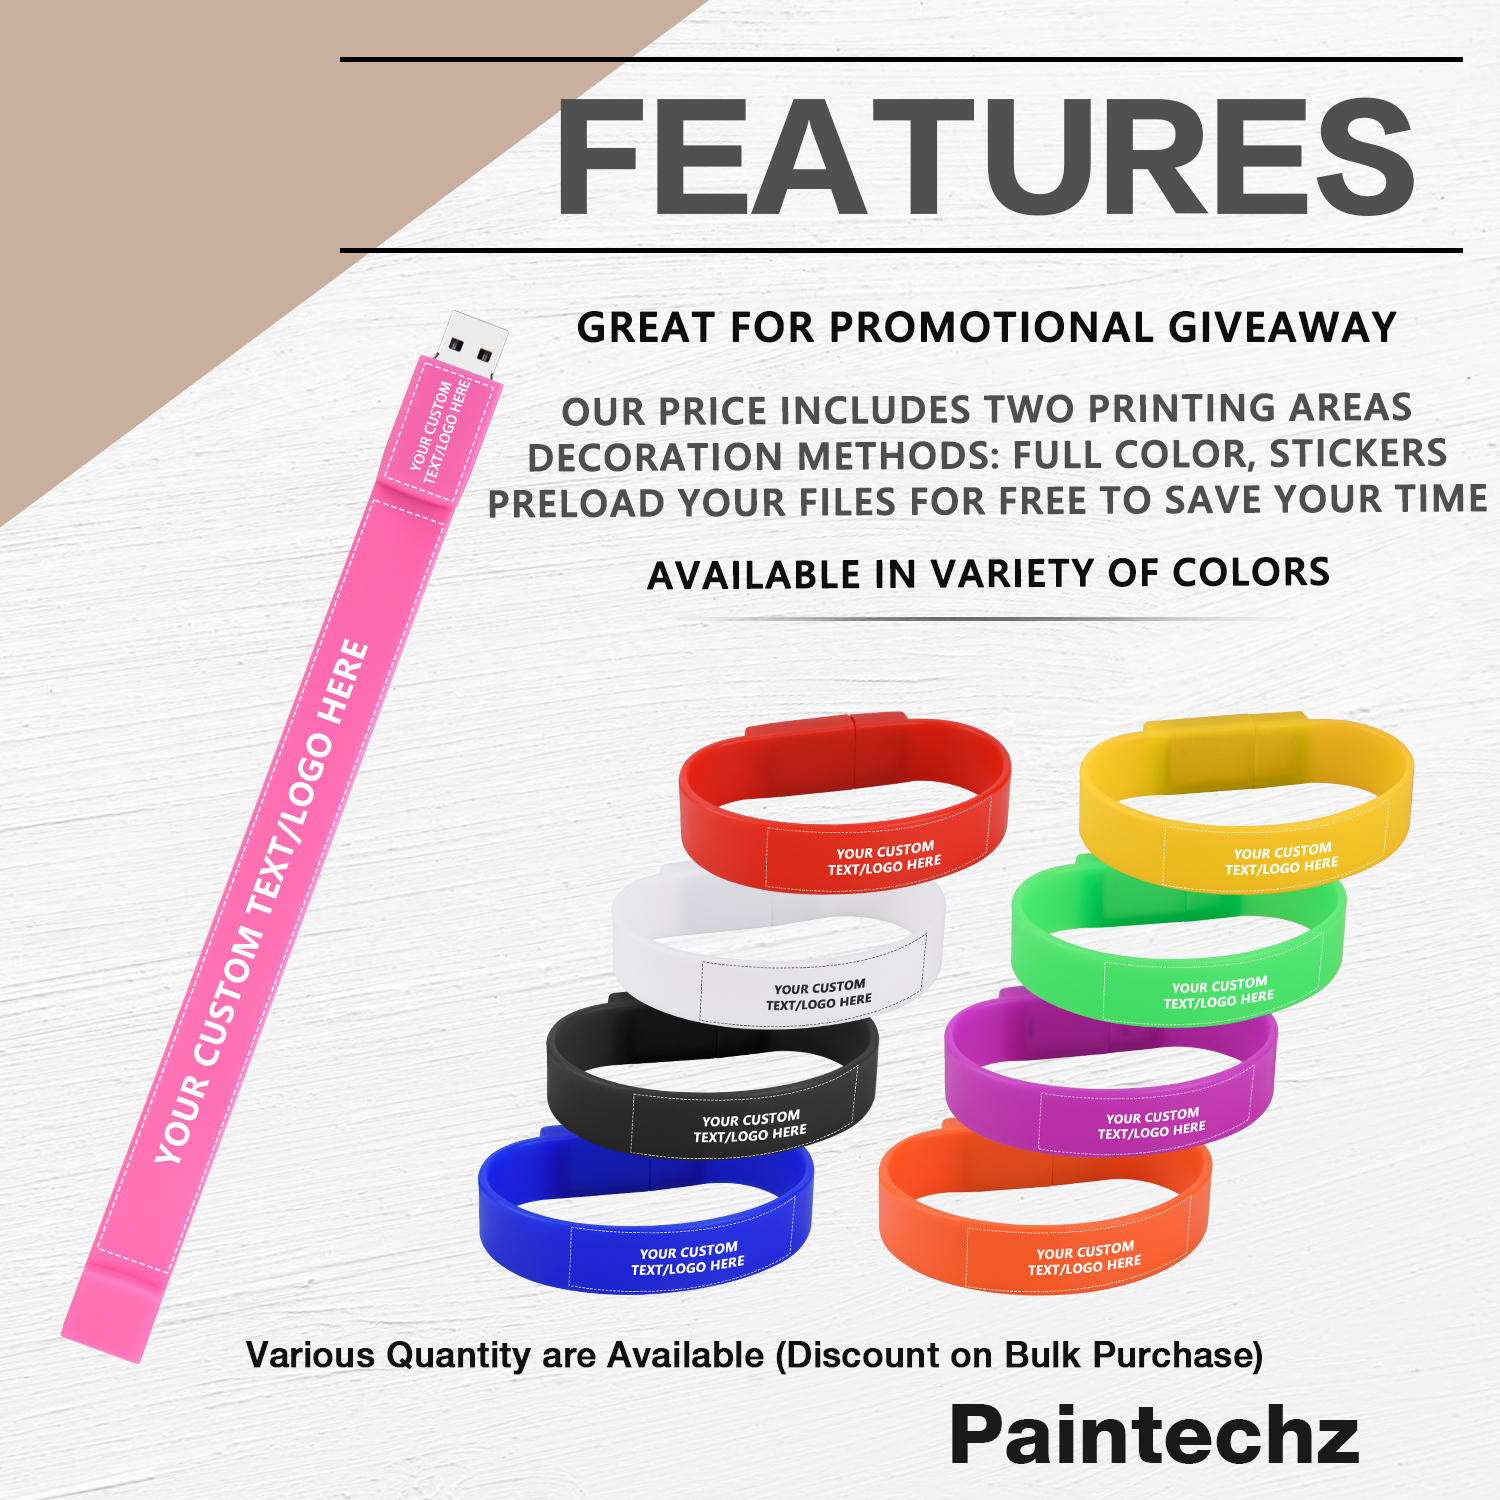 FEATURES
GREAT FOR PROMOTIONAL GIVEAWAY
OUR PRICE INCLUDES TWO PRINTING AREAS
DECORATION METHODS: FULL COLOR, STICKERS
PRELOAD YOUR FILES FOR FREE TO SAVE YOUR TIME
AVAILABLE IN VARIETY OF COLORS
YOUR CUSTOM
TEXT/LOGO HERE
YOUR CUSTOM TEXT/LOGO HERE
YOUR CUSTOM
TEXT/LOGO HERE
YOUR CUSTOM
TEXT/LOGO HERE
YOUR CUSTOM
TEXT/LOGO HERE
YOUR CUSTOM
TEXT/LOGO HERE
YOUR CUSTOM
TEXT/LOGO HERE
YOUR CUSTOM
TEXT/LOGO HERE
YOUR CUSTOM
TEXT/LOGO HERE
YOUR CUSTOM
TEXT/LOGO HERE
Various Quantity are Available (Discount on Bulk Purchase)
Paintechz